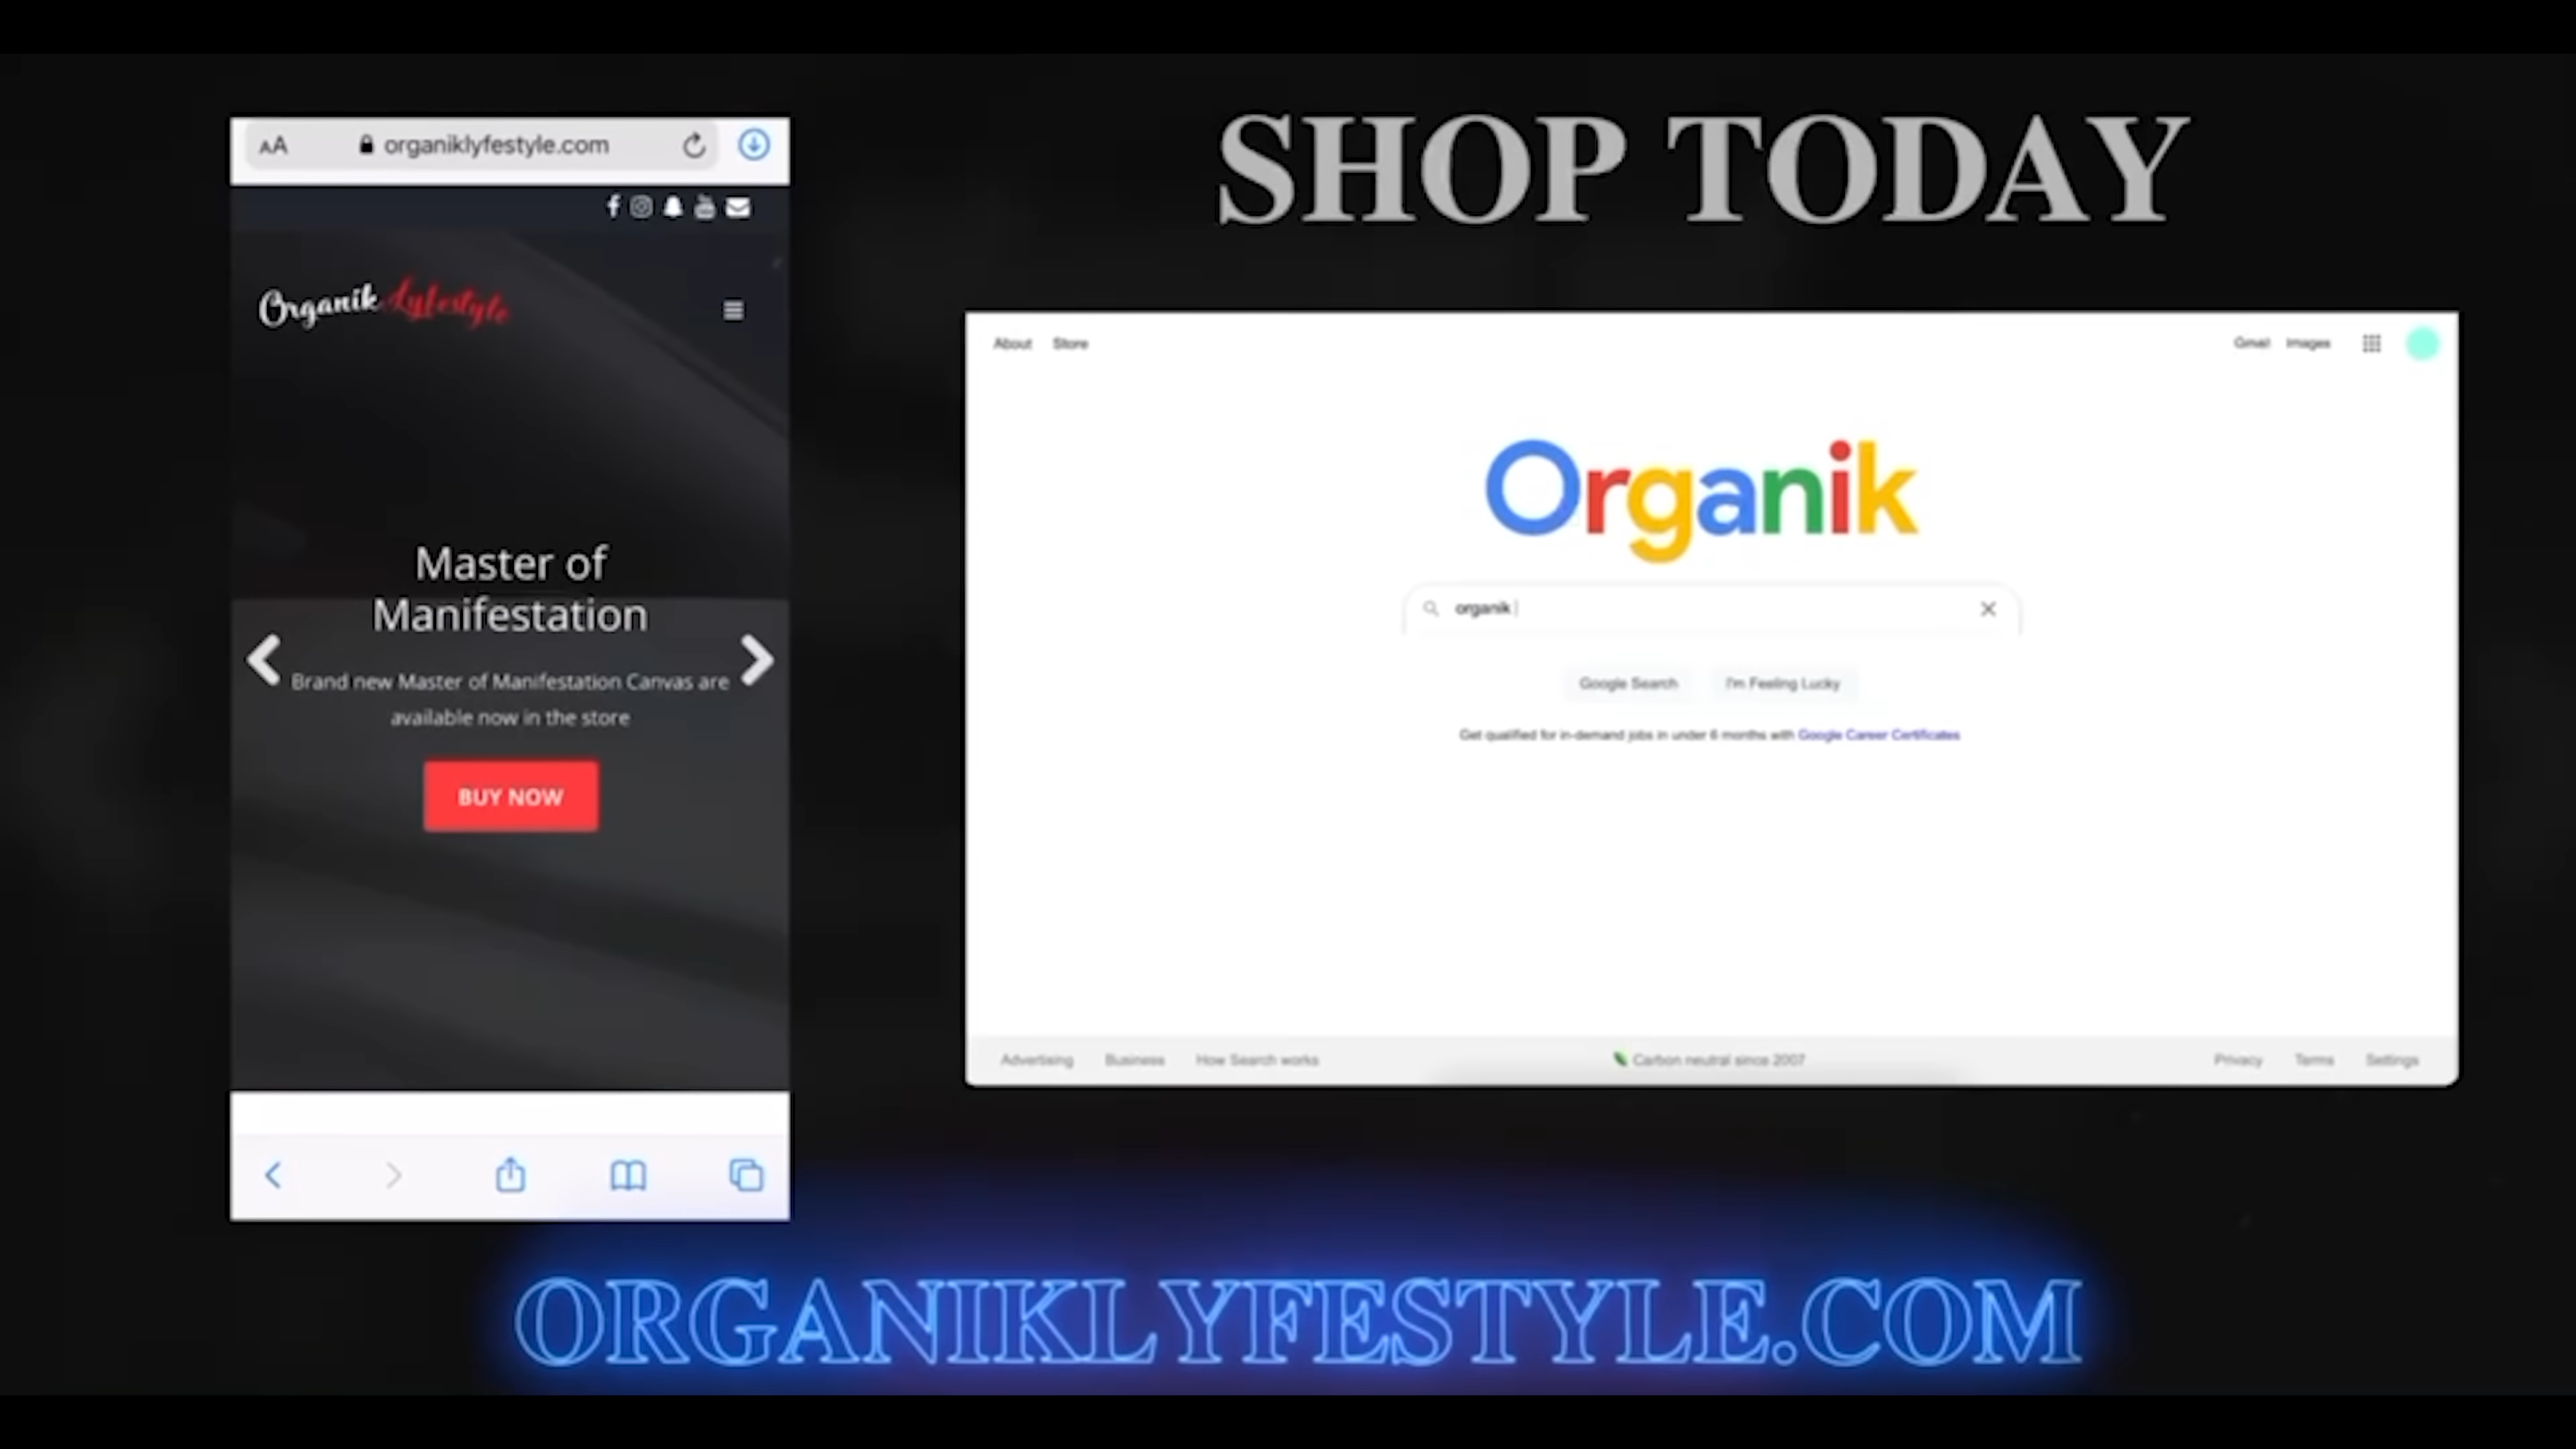 SHOP TODAY
AA organiklyfestyle.com
Organik Lyfestyle
Master of
Manifestation
Brand new Master of Manifestation Canvas are
available now in the store
BUY NOW
About Store Gmail Images
Organik
organik
Google Search I'm Feeling Lucky
Get qualified for in-demand jobs in under 6 months with Google Career Certificates
Advertising Business How Search works Carbon neutral since 2007 Privacy Terms Settings
ORGANIKLYFESTYLE.COM